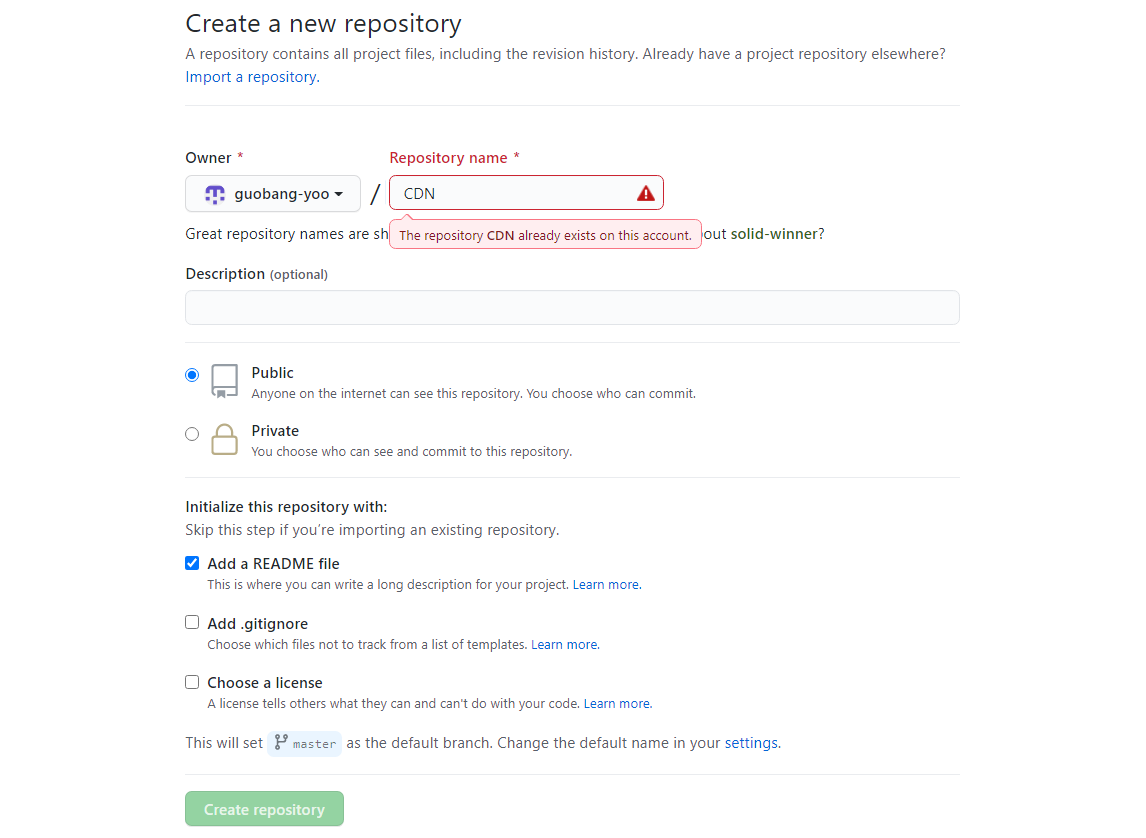 Create a new repository
A repository contains all project files, including the revision history. Already have a project repository elsewhere?
Import a repository.
Owner *
Repository name *
guobang-yoo
/
CDN
Great repository names are sh
The repository CDN already exists on this account.
out solid-winner?
Description (optional)
Public
Anyone on the internet can see this repository. You choose who can commit.
Private
You choose who can see and commit to this repository.
Initialize this repository with:
Skip this step if you're importing an existing repository.
Add a README file
This is where you can write a long description for your project. Learn more.
Add .gitignore
Choose which files not to track from a list of templates. Learn more.
Choose a license
A license tells others what they can and can't do with your code. Learn more.
This will set master as the default branch. Change the default name in your settings.
Create repository